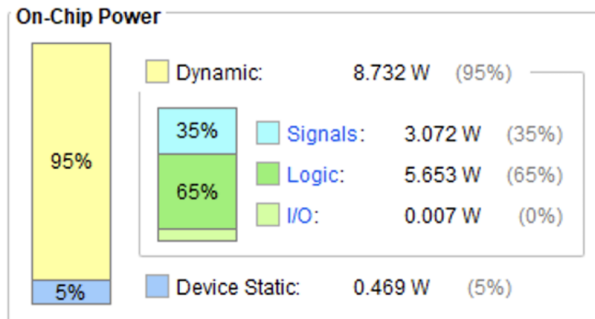 On-Chip Power
95%
5%
Dynamic: 8.732 W (95%)
35%
65%
Signals: 3.072 W (35%)
Logic: 5.653 W (65%)
I/O: 0.007 W (0%)
Device Static: 0.469 W (5%)